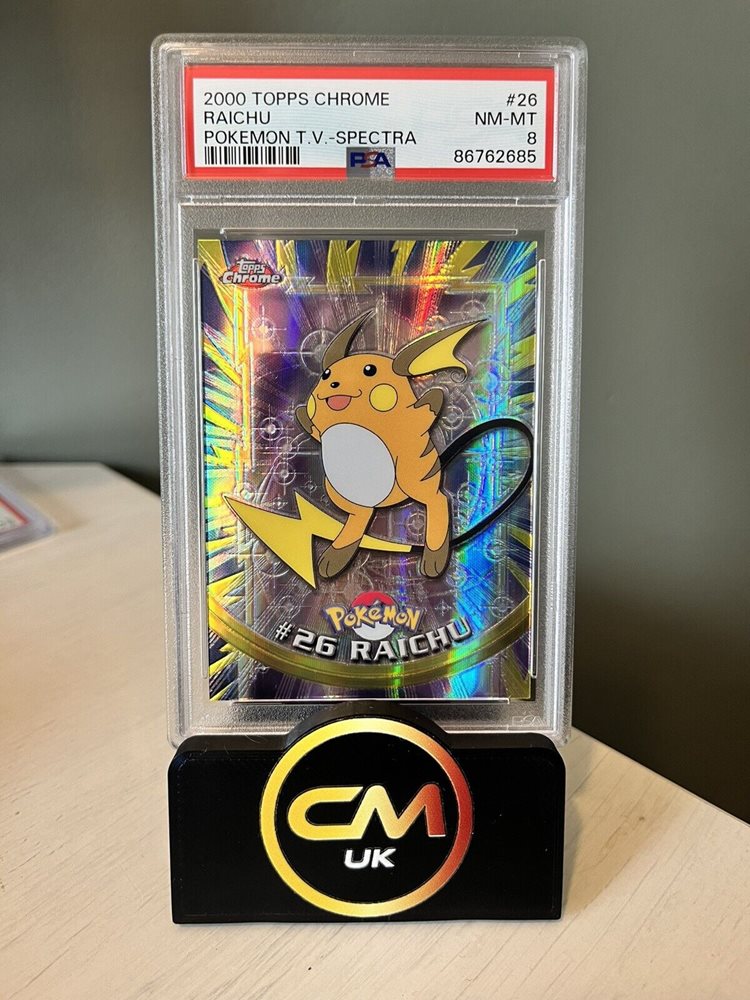 2000 TOPPS CHROME #26
RAICHU NM-MT
POKEMON T.V.-SPECTRA 8
PSA 86762685
Topps
Chrome
Pokémon
#26 RAICHU
PSA
CM
UK